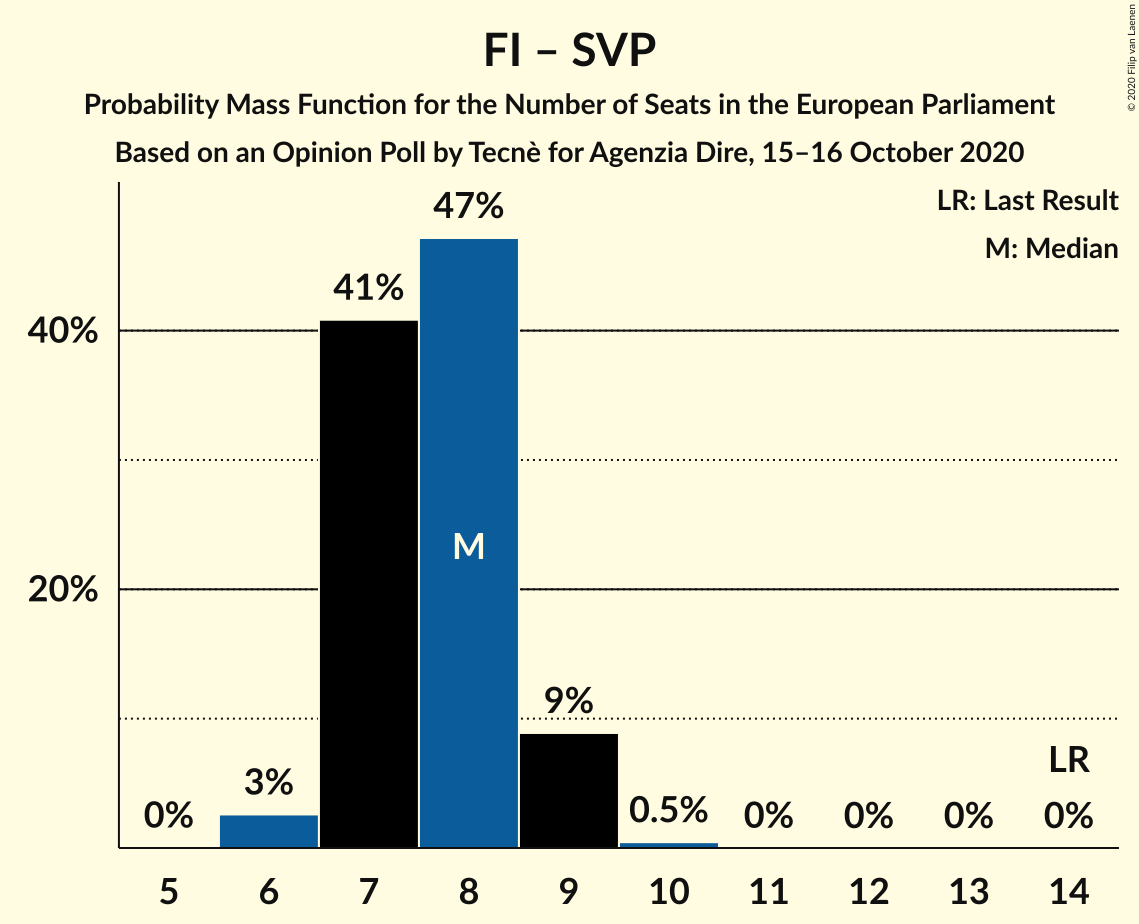 FI – SVP
Probability Mass Function for the Number of Seats in the European Parliament
Based on an Opinion Poll by Tecnè for Agenzia Dire, 15–16 October 2020
© 2020 Filip van Laenen
LR: Last Result
M: Median
47%
41%
40%
M
20%
9%
LR
3%
0%
0.5%
0%
0%
0%
0%
5 6 7 8 9 10 11 12 13 14